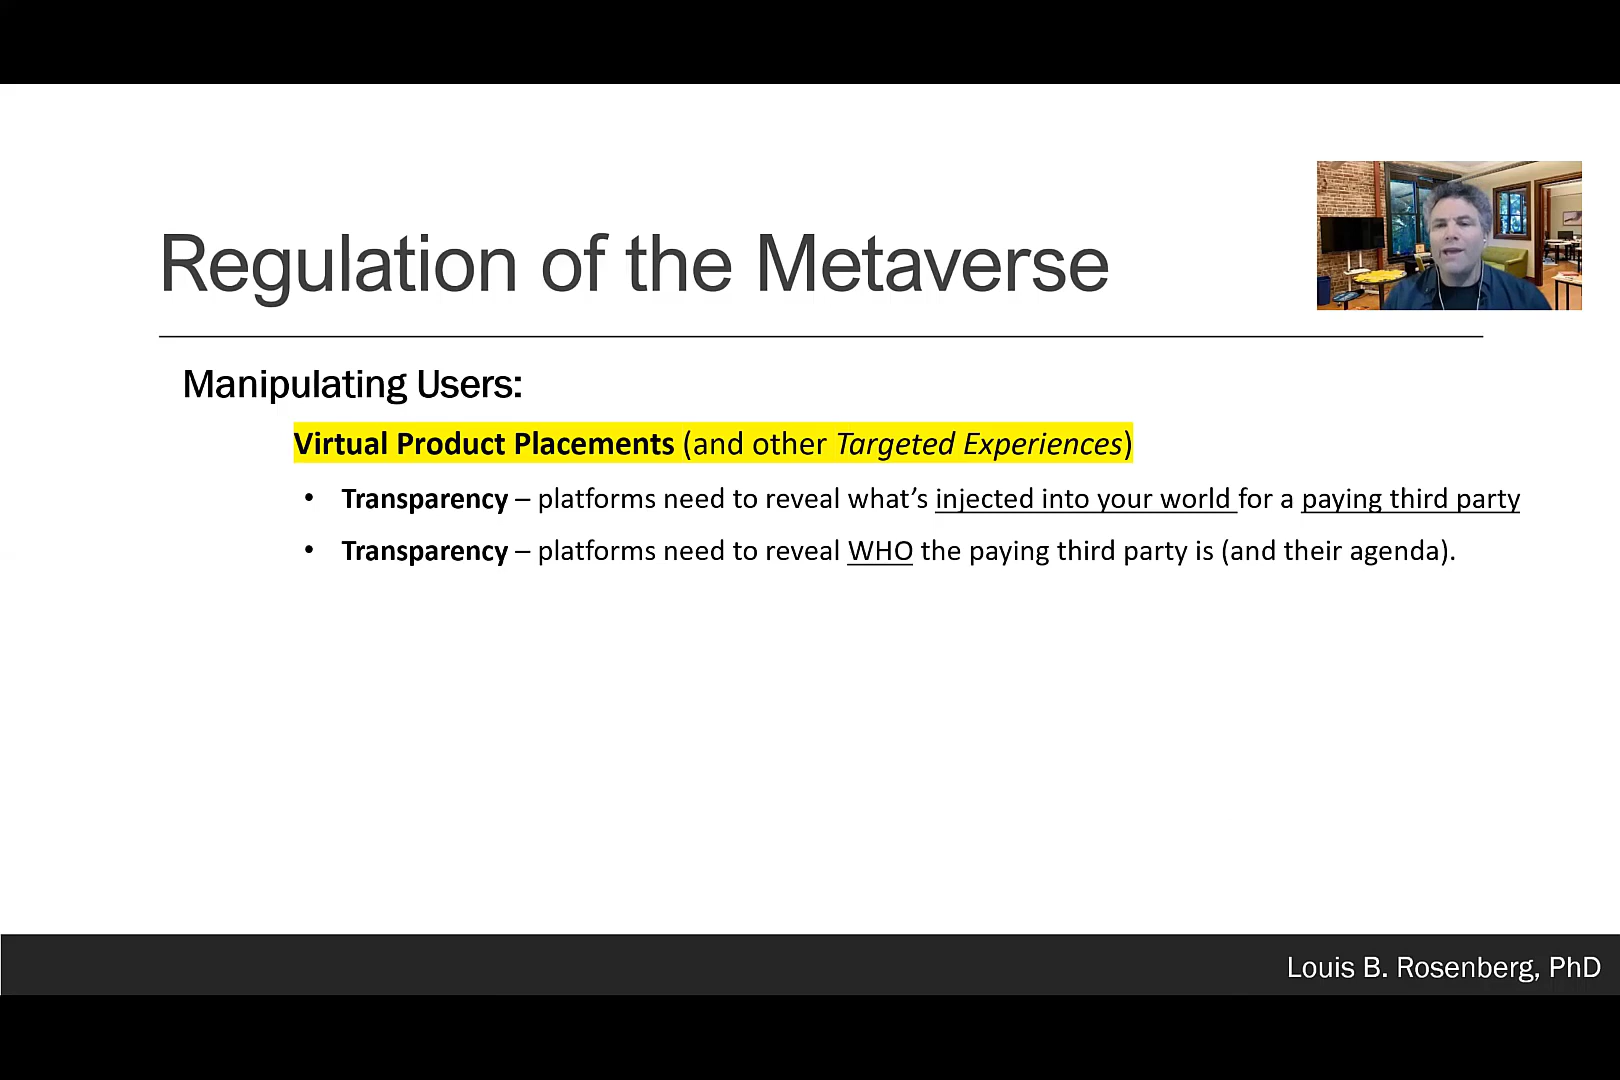 Regulation of the Metaverse
Manipulating Users:
Virtual Product Placements (and other Targeted Experiences)
• Transparency – platforms need to reveal what’s injected into your world for a paying third party
• Transparency – platforms need to reveal WHO the paying third party is (and their agenda).
Louis B. Rosenberg, PhD